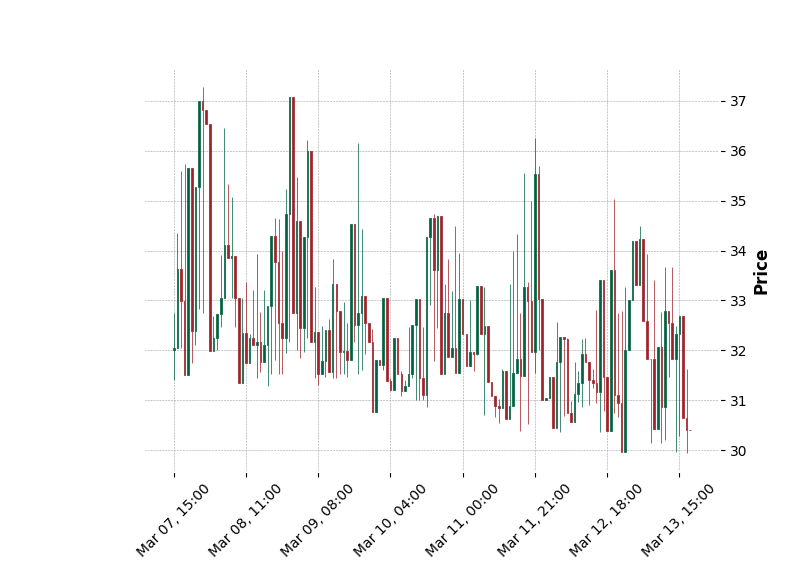 37
36
35
34
33
32
31
30
Price
Mar 07, 15:00
Mar 08, 11:00
Mar 09, 08:00
Mar 10, 04:00
Mar 11, 00:00
Mar 11, 21:00
Mar 12, 18:00
Mar 13, 15:00